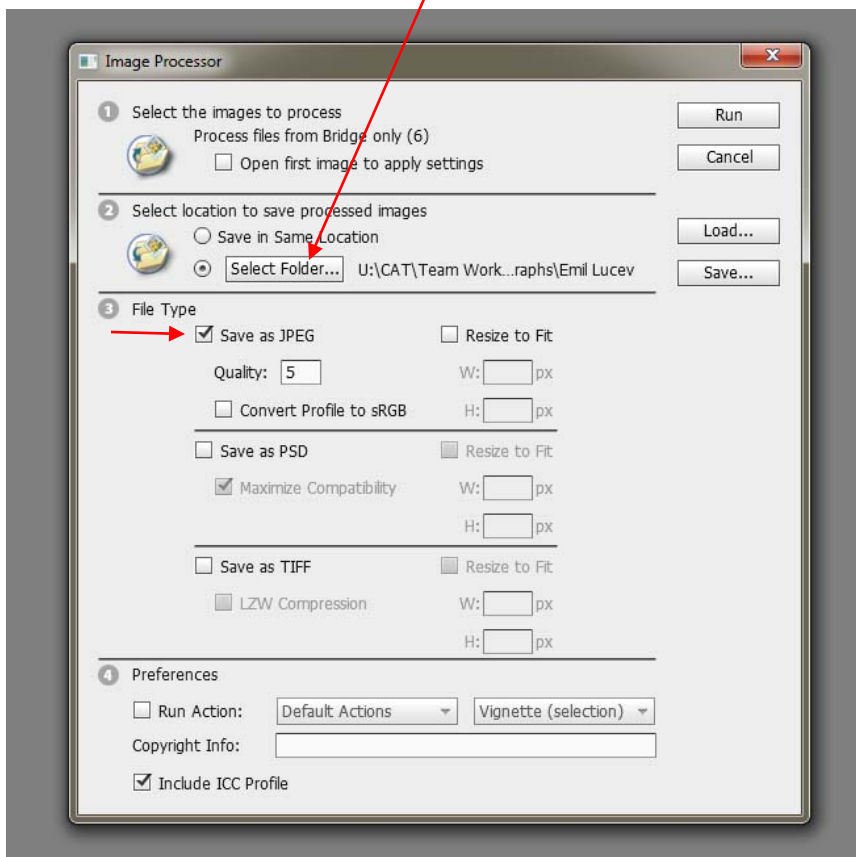 Image Processor
x
1 Select the images to process
Process files from Bridge only (6)
Open first image to apply settings
Run
Cancel
2 Select location to save processed images
Save in Same Location
Select Folder... U:\CAT\Team Work...raphs\Emil Lucev
Load...
Save...
3 File Type
Save as JPEG Resize to Fit
Quality: 5 W: px
Convert Profile to sRGB H: px
Save as PSD Resize to Fit
Maximize Compatibility W: px
H: px
Save as TIFF Resize to Fit
LZW Compression W: px
H: px
4 Preferences
Run Action: Default Actions Vignette (selection)
Copyright Info:
Include ICC Profile